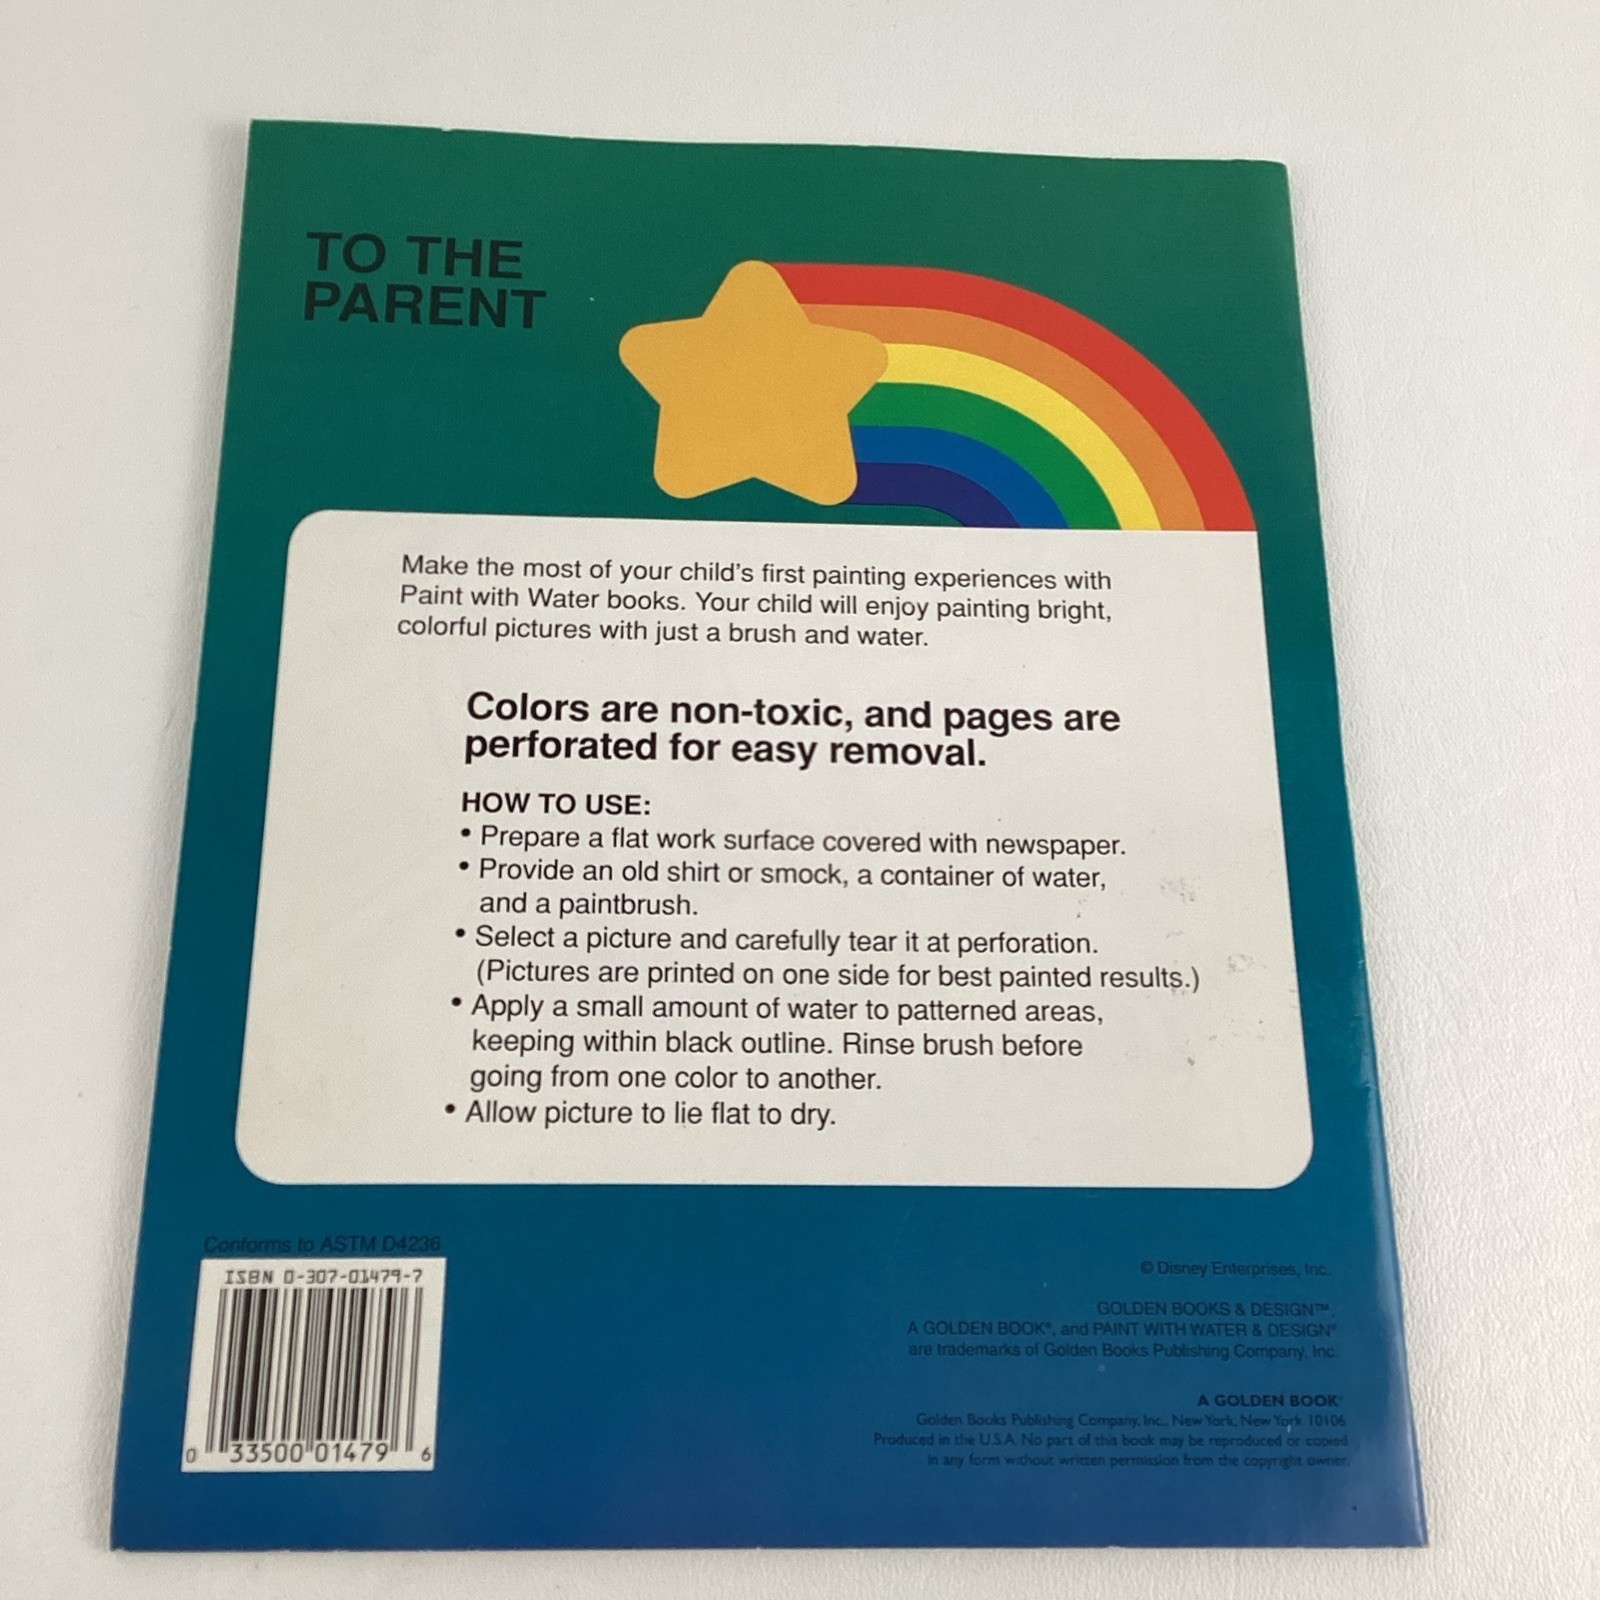 TO THE
PARENT
Make the most of your child's first painting experiences with
Paint with Water books. Your child will enjoy painting bright,
colorful pictures with just a brush and water.
Colors are non-toxic, and pages are
perforated for easy removal.
HOW TO USE:
• Prepare a flat work surface covered with newspaper.
• Provide an old shirt or smock, a container of water,
and a paintbrush.
• Select a picture and carefully tear it at perforation.
(Pictures are printed on one side for best painted results.)
• Apply a small amount of water to patterned areas,
keeping within black outline. Rinse brush before
going from one color to another.
• Allow picture to lie flat to dry.
Conforms to ASTM D4236
ISBN 0-307-01479-7
0 33500 01479 6
© Disney Enterprises, Inc.
GOLDEN BOOKS & DESIGN™,
A GOLDEN BOOK®, and PAINT WITH WATER & DESIGN®
are trademarks of Golden Books Publishing Company, Inc.
A GOLDEN BOOK®
Golden Books Publishing Company, Inc., New York, New York 10106
Produced in the U.S.A. No part of this book may be reproduced or copied
in any form without written permission from the copyright owner.